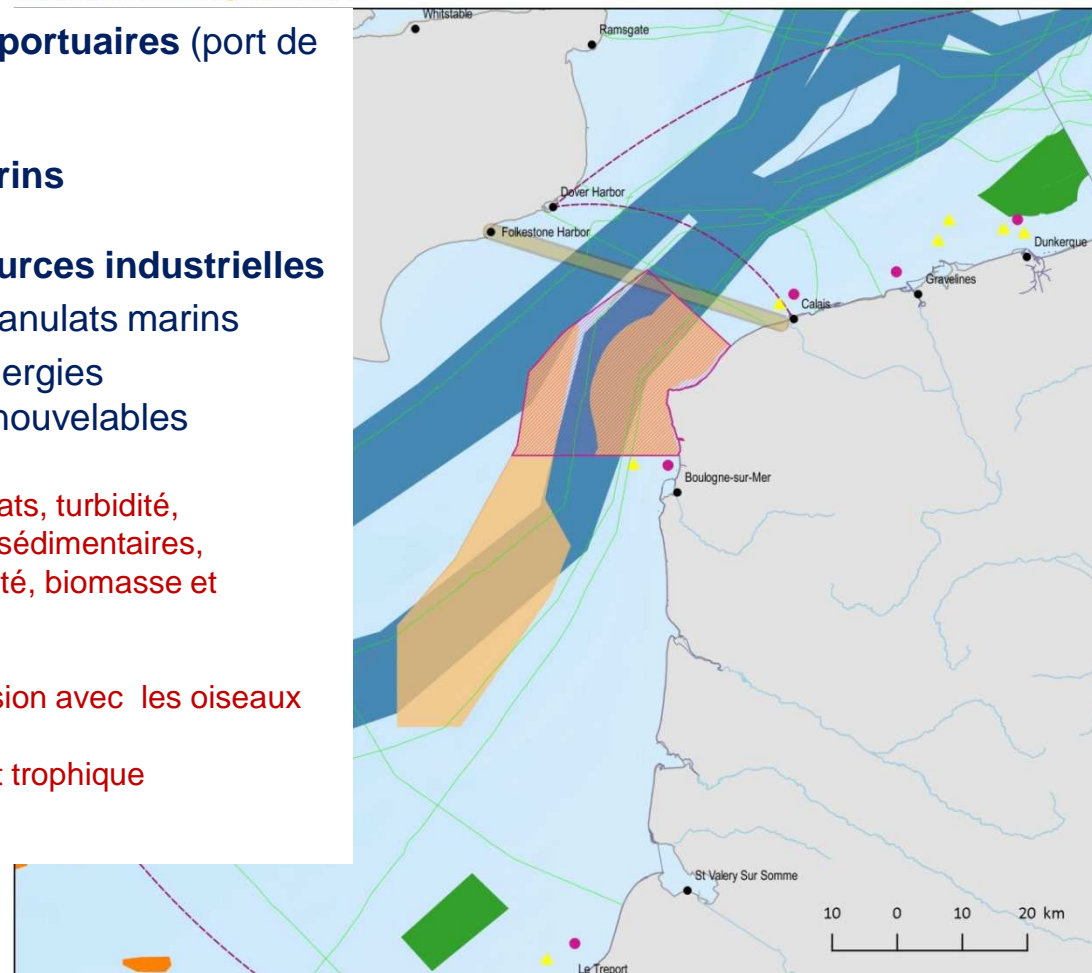 portuaires (port de
rins
urces industrielles
anulats marins
ergies
nouvelables
ats, turbidité,
sédimentaires,
té, biomasse et
sion avec les oiseaux
t trophique
Whitstable
Ramsgate
Dover Harbor
Folkestone Harbor
Dunkerque
Gravelines
Calais
Boulogne-sur-Mer
St Valery Sur Somme
10 0 10 20 km
Le Treport